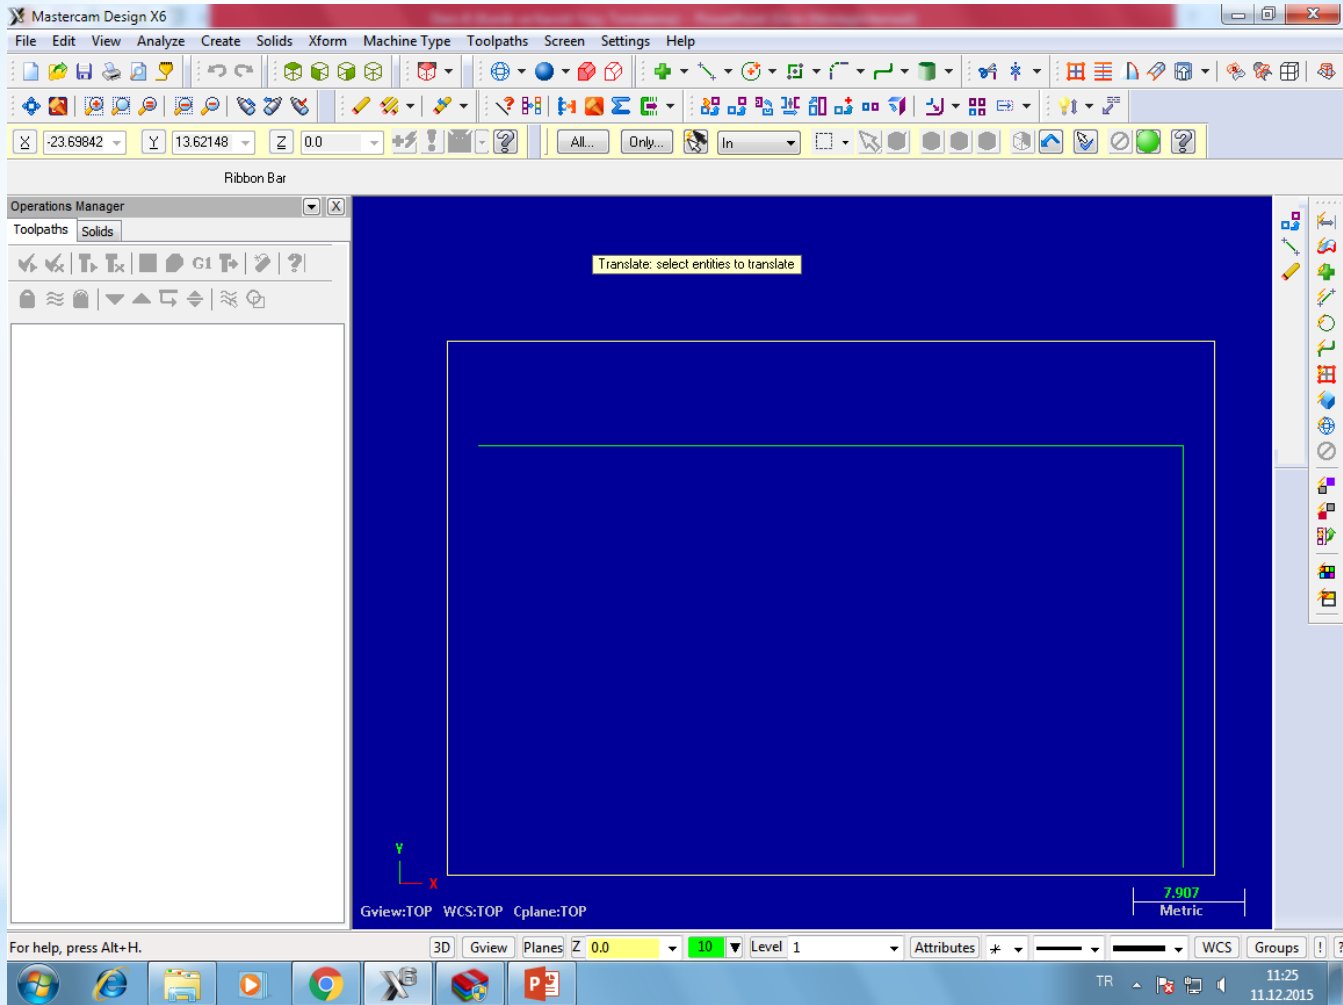 Mastercam Design X6
File Edit View Analyze Create Solids Xform Machine Type Toolpaths Screen Settings Help
X -23.69842 Y 13.62148 Z 0.0 All... Only... In
Ribbon Bar
Operations Manager
Toolpaths Solids
G1
Translate: select entities to translate
Y
X
7.907
Metric
Gview:TOP WCS:TOP Cplane:TOP
For help, press Alt+H. 3D Gview Planes Z 0.0 10 Level 1 Attributes WCS Groups ! ?
TR 11:25
11.12.2015